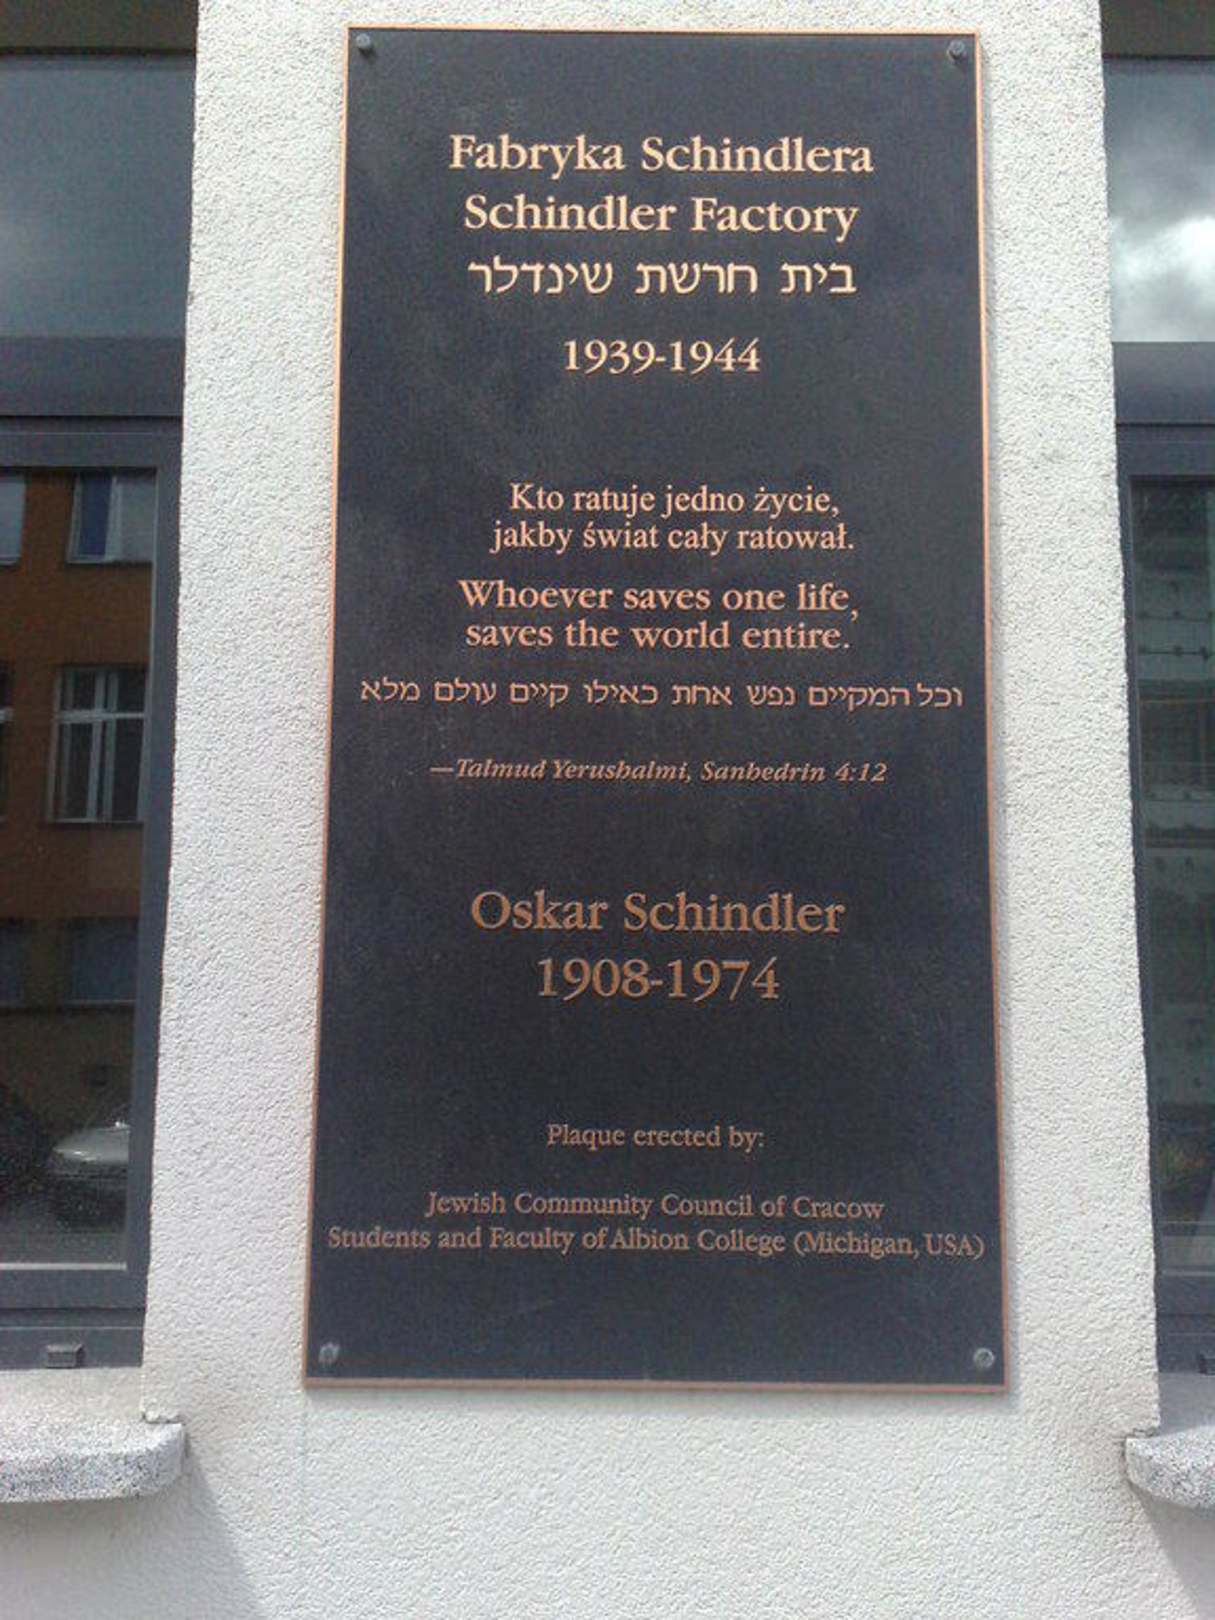 Fabryka Schindlera
Schindler Factory
בית חרשת שינדלר
1939-1944
Kto ratuje jedno życie,
jakby świat cały ratował.
Whoever saves one life,
saves the world entire.
וכל המקיים נפש אחת כאילו קיים עולם מלא
—Talmud Yerushalmi, Sanhedrin 4:12
Oskar Schindler
1908-1974
Plaque erected by:
Jewish Community Council of Cracow
Students and Faculty of Albion College (Michigan, USA)